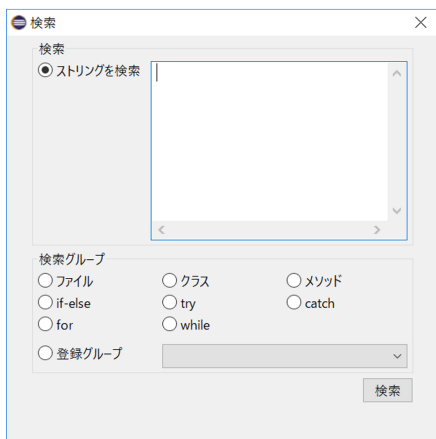 検索
検索
ストリングを検索
検索グループ
ファイル クラス メソッド
if-else try catch
for while
登録グループ
検索